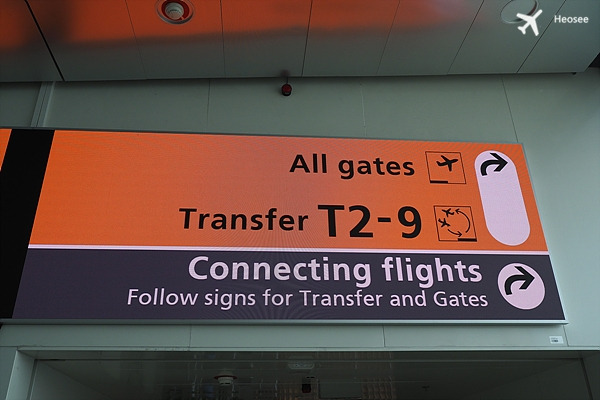 Heosee
All gates
Transfer T2-9
Connecting flights
Follow signs for Transfer and Gates